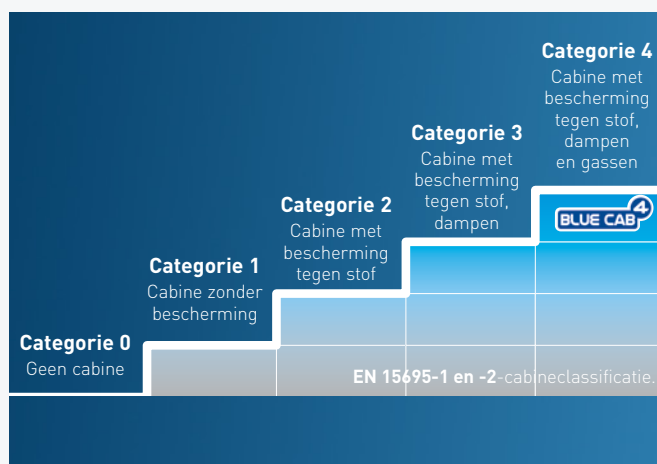 Categorie 0
Geen cabine
Categorie 1
Cabine zonder
bescherming
Categorie 2
Cabine met
bescherming
tegen stof
Categorie 3
Cabine met
bescherming
tegen stof,
dampen
Categorie 4
Cabine met
bescherming
tegen stof,
dampen
en gassen
BLUE CAB 4
EN 15695-1 en -2-cabineclassificatie.